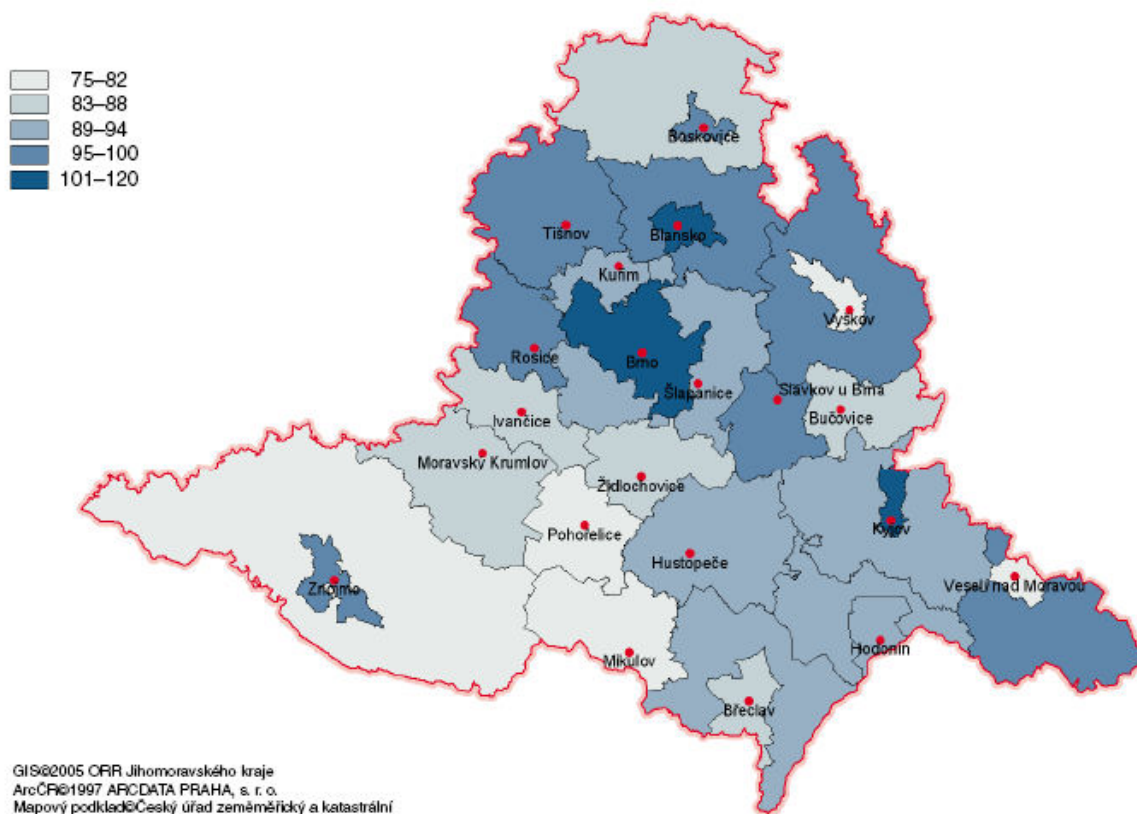 75–82
83–88
89–94
95–100
101–120
Boskovice
Tišnov
Blansko
Kuřim
Vyškov
Rosice
Brno
Šlapanice
Slavkov u Brna
Ivančice
Bučovice
Moravský Krumlov
Židlochovice
Pohořelice
Kyjov
Hustopeče
Znojmo
Veselí nad Moravou
Mikulov
Hodonín
Břeclav
GIS©2005 ORR Jihomoravského kraje
ArcČR©1997 ARCDATA PRAHA, s. r. o.
Mapový podklad©Český úřad zeměměřický a katastrální